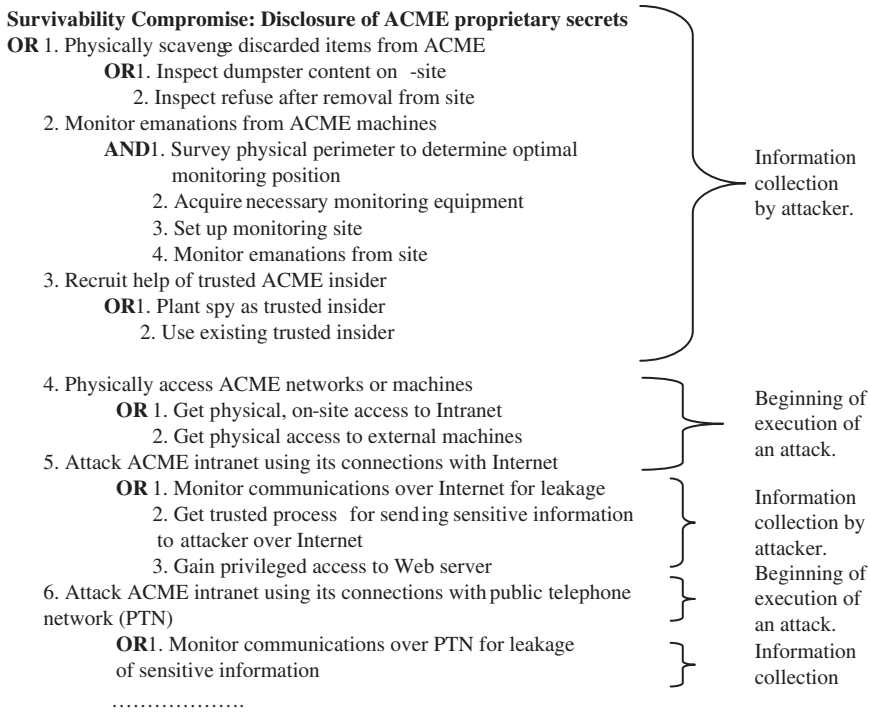 Survivability Compromise: Disclosure of ACME proprietary secrets
OR 1. Physically scavenge discarded items from ACME
OR1. Inspect dumpster content on -site
2. Inspect refuse after removal from site
2. Monitor emanations from ACME machines
AND1. Survey physical perimeter to determine optimal
monitoring position
2. Acquire necessary monitoring equipment
3. Set up monitoring site
4. Monitor emanations from site
3. Recruit help of trusted ACME insider
OR1. Plant spy as trusted insider
2. Use existing trusted insider
Information
collection
by attacker.
4. Physically access ACME networks or machines
OR 1. Get physical, on-site access to Intranet
2. Get physical access to external machines
5. Attack ACME intranet using its connections with Internet
Beginning of
execution of
an attack.
OR 1. Monitor communications over Internet for leakage
2. Get trusted process for sending sensitive information
to attacker over Internet
3. Gain privileged access to Web server
Information
collection by
attacker.
6. Attack ACME intranet using its connections with public telephone
network (PTN)
Beginning of
execution of
an attack.
OR1. Monitor communications over PTN for leakage
of sensitive information
Information
collection
...................